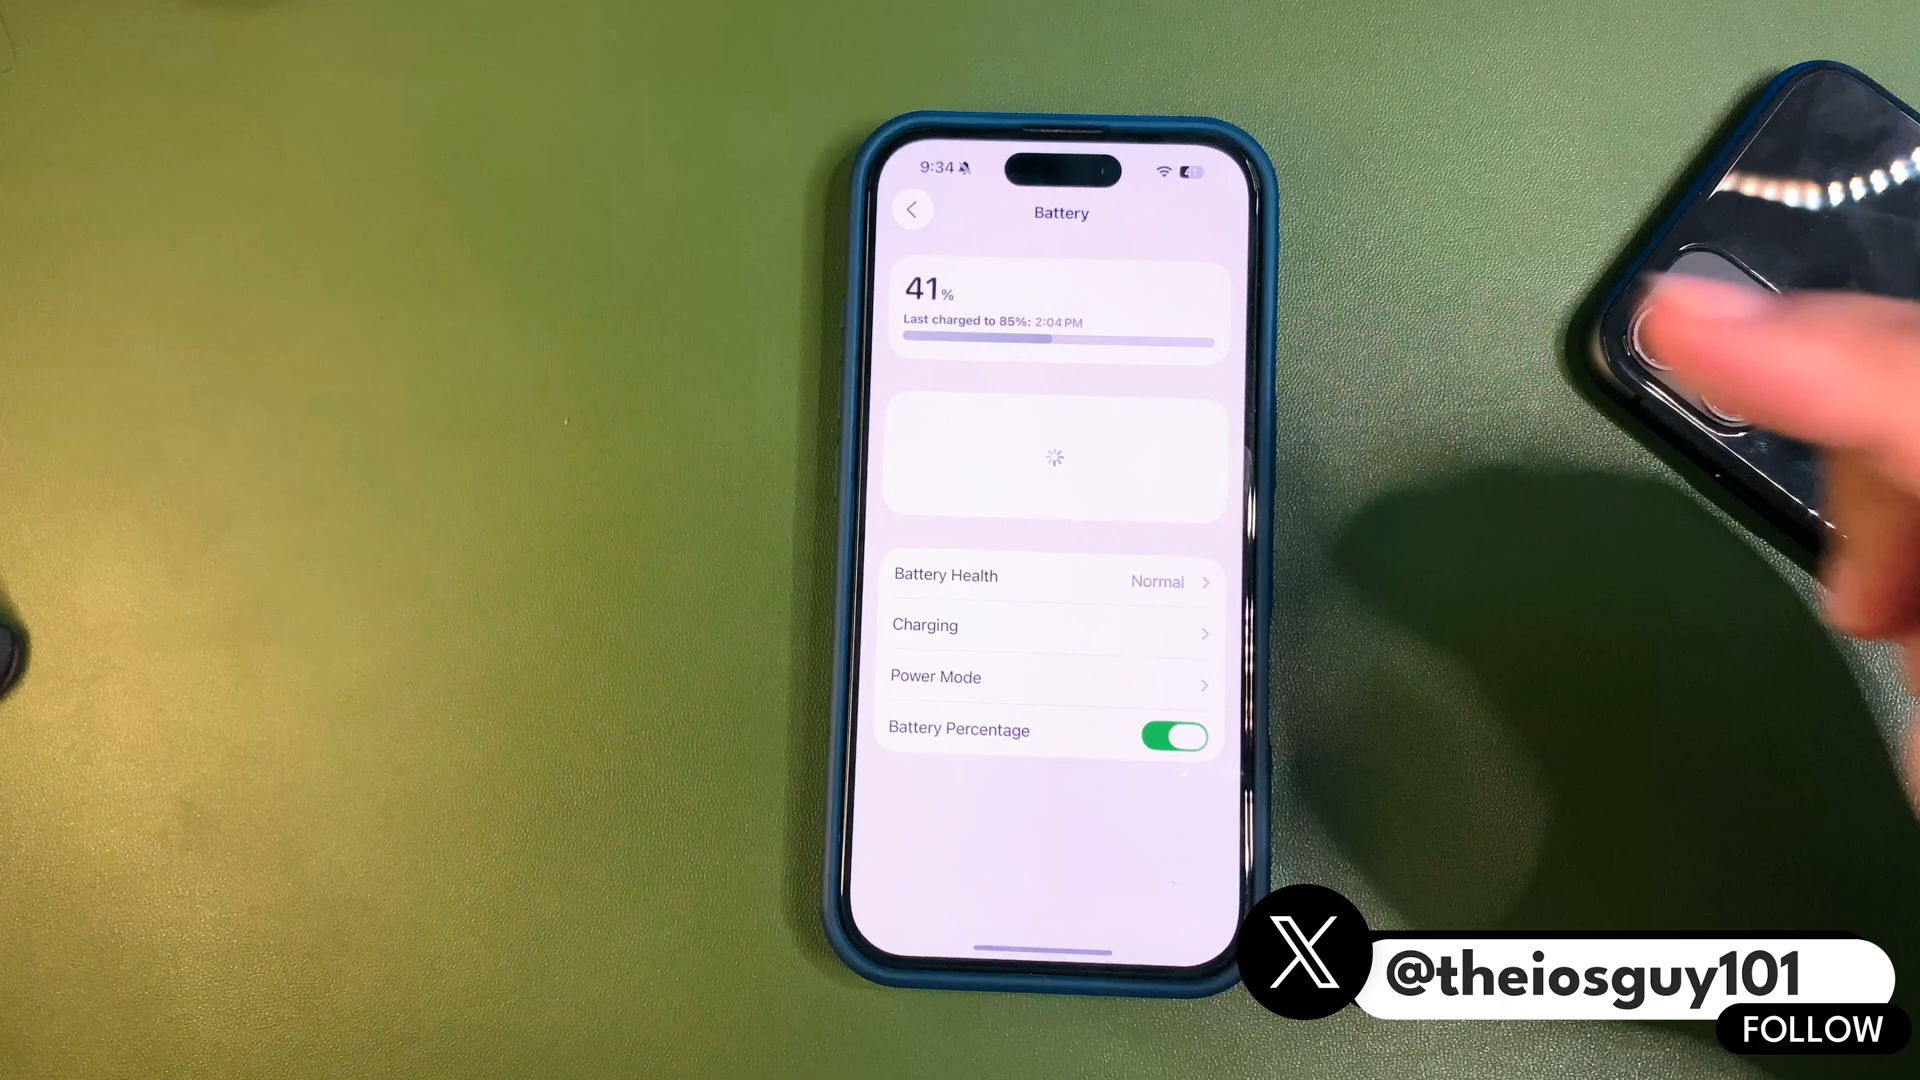 9:34
41
Battery
41%
Last charged to 85%: 2:04 PM
Battery Health Normal
Charging
Power Mode
Battery Percentage
X @theiosguy101
FOLLOW